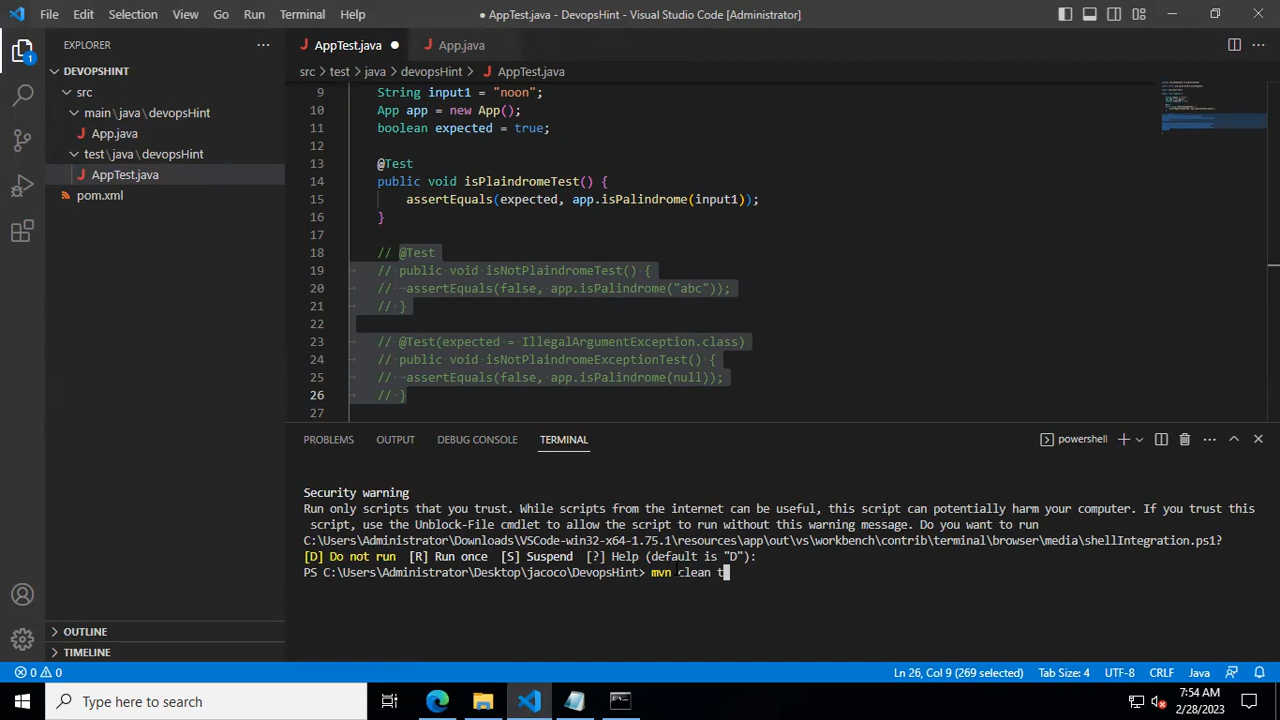 File Edit Selection View Go Run Terminal Help
● AppTest.java - DevopsHint - Visual Studio Code [Administrator]
EXPLORER
DEVOPSHINT
src
main\java\devopsHint
App.java
test\java\devopsHint
AppTest.java
pom.xml
OUTLINE
TIMELINE
1
AppTest.java ●
App.java
src > test > java > devopsHint > AppTest.java
9 String input1 = "noon";
10 App app = new App();
11 boolean expected = true;
12
13 @Test
14 public void isPlaindromeTest() {
15 assertEquals(expected, app.isPalindrome(input1));
16 }
17
18 // @Test
19 // public void isNotPlaindromeTest() {
20 // assertEquals(false, app.isPalindrome("abc"));
21 // }
22
23 // @Test(expected = IllegalArgumentException.class)
24 // public void isNotPlaindromeExceptionTest() {
25 // assertEquals(false, app.isPalindrome(null));
26 // }
27
PROBLEMS OUTPUT DEBUG CONSOLE TERMINAL
powershell
Security warning
Run only scripts that you trust. While scripts from the internet can be useful, this script can potentially harm your computer. If you trust this
script, use the Unblock-File cmdlet to allow the script to run without this warning message. Do you want to run
C:\Users\Administrator\Downloads\VSCode-win32-x64-1.75.1\resources\app\out\vs\workbench\contrib\terminal\browser\media\shellIntegration.ps1?
[D] Do not run [R] Run once [S] Suspend [?] Help (default is "D"):
PS C:\Users\Administrator\Desktop\jacoco\DevopsHint> mvn clean t
0 0
Ln 26, Col 9 (269 selected) Tab Size: 4 UTF-8 CRLF Java
Type here to search
7:54 AM
2/28/2023